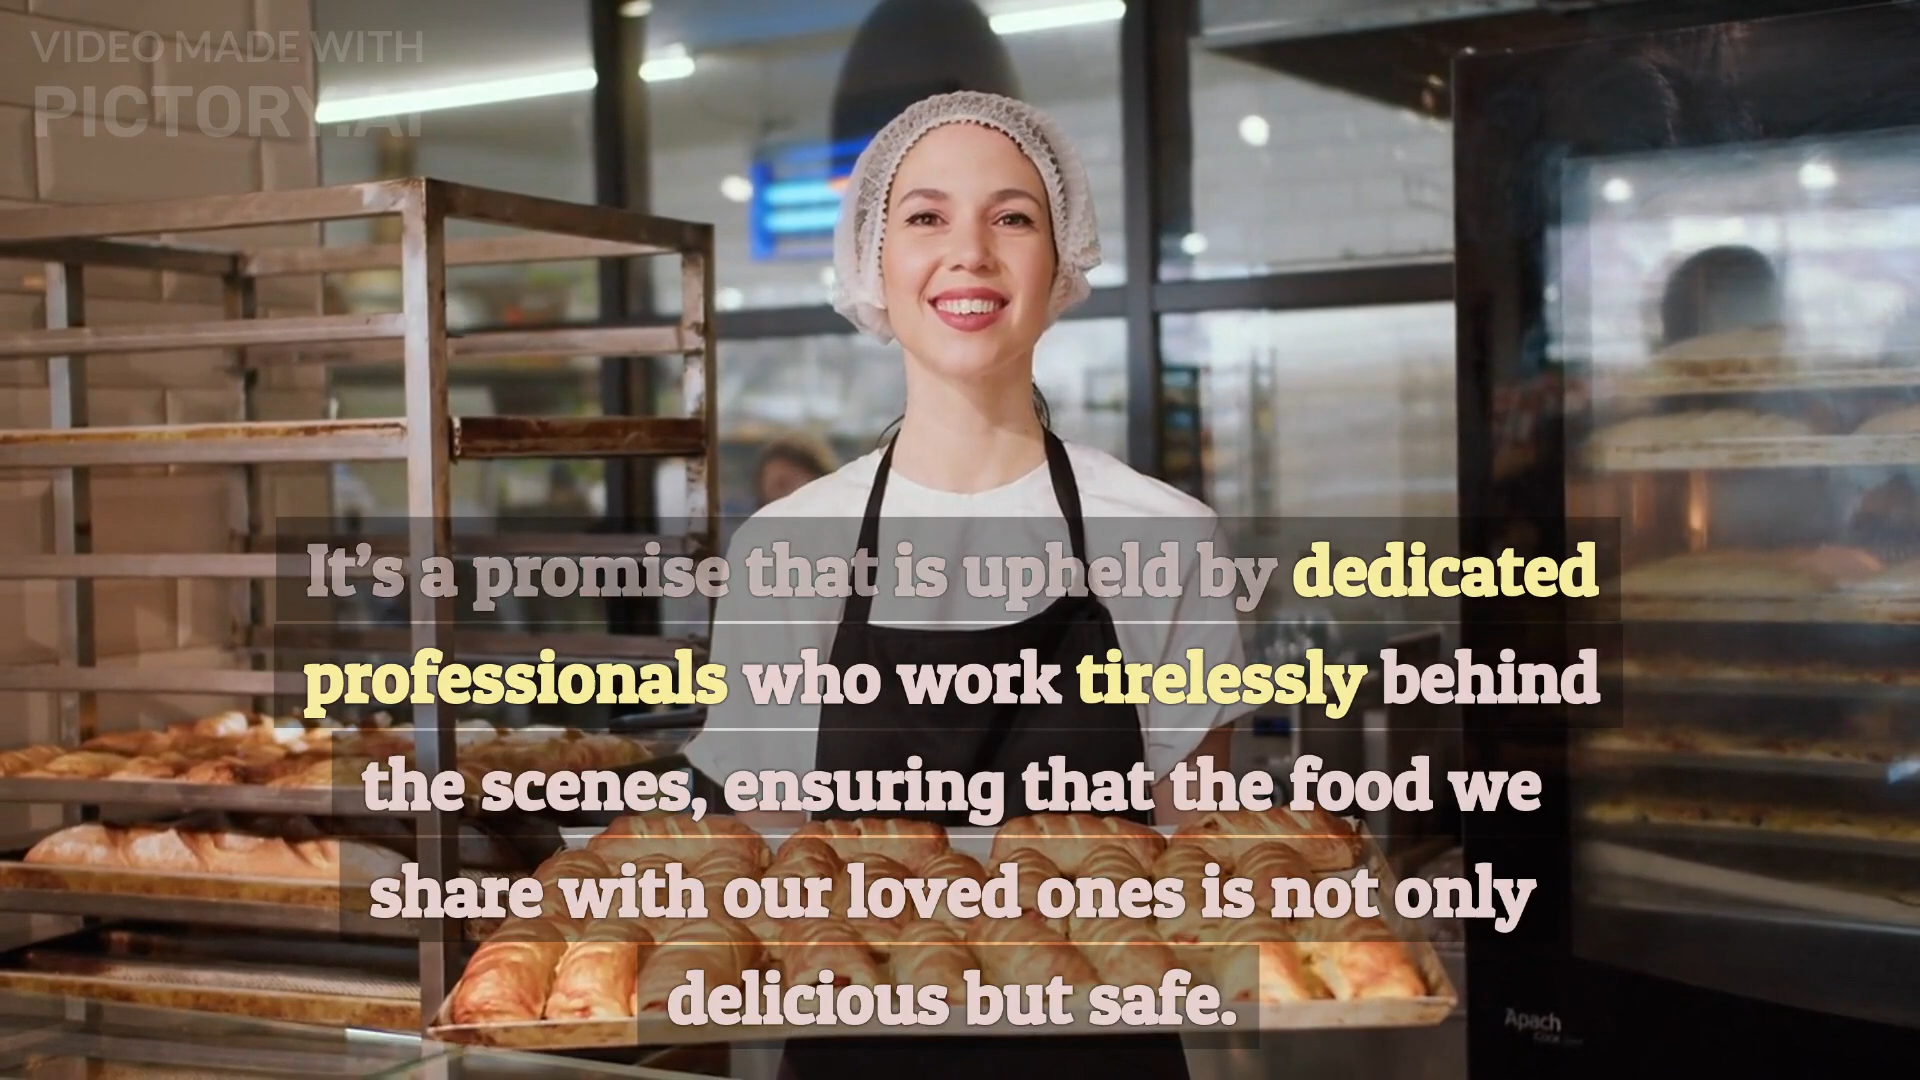 VIDEO MADE WITH
PICTORY.AI
It's a promise that is upheld by dedicated
professionals who work tirelessly behind
the scenes, ensuring that the food we
share with our loved ones is not only
delicious but safe.
Apach